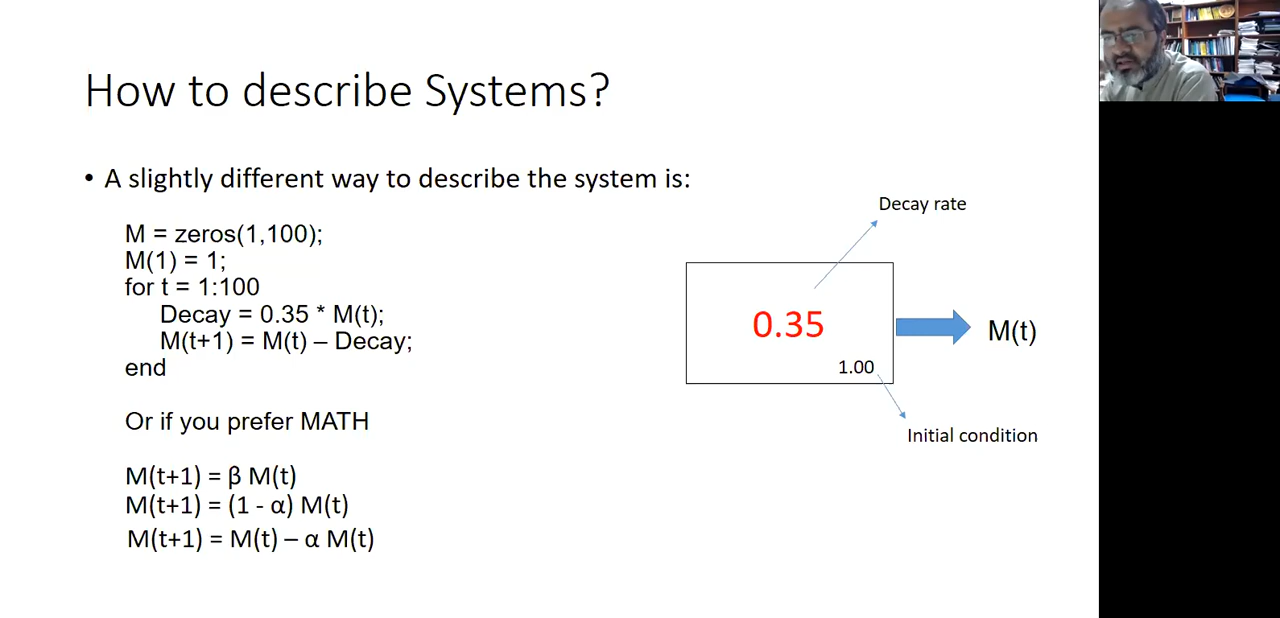 How to describe Systems?
• A slightly different way to describe the system is:
M = zeros(1,100);
M(1) = 1;
for t = 1:100
Decay = 0.35 * M(t);
M(t+1) = M(t) – Decay;
end
Or if you prefer MATH
M(t+1) = β M(t)
M(t+1) = (1 - α) M(t)
M(t+1) = M(t) – α M(t)
Decay rate
0.35
1.00
M(t)
Initial condition